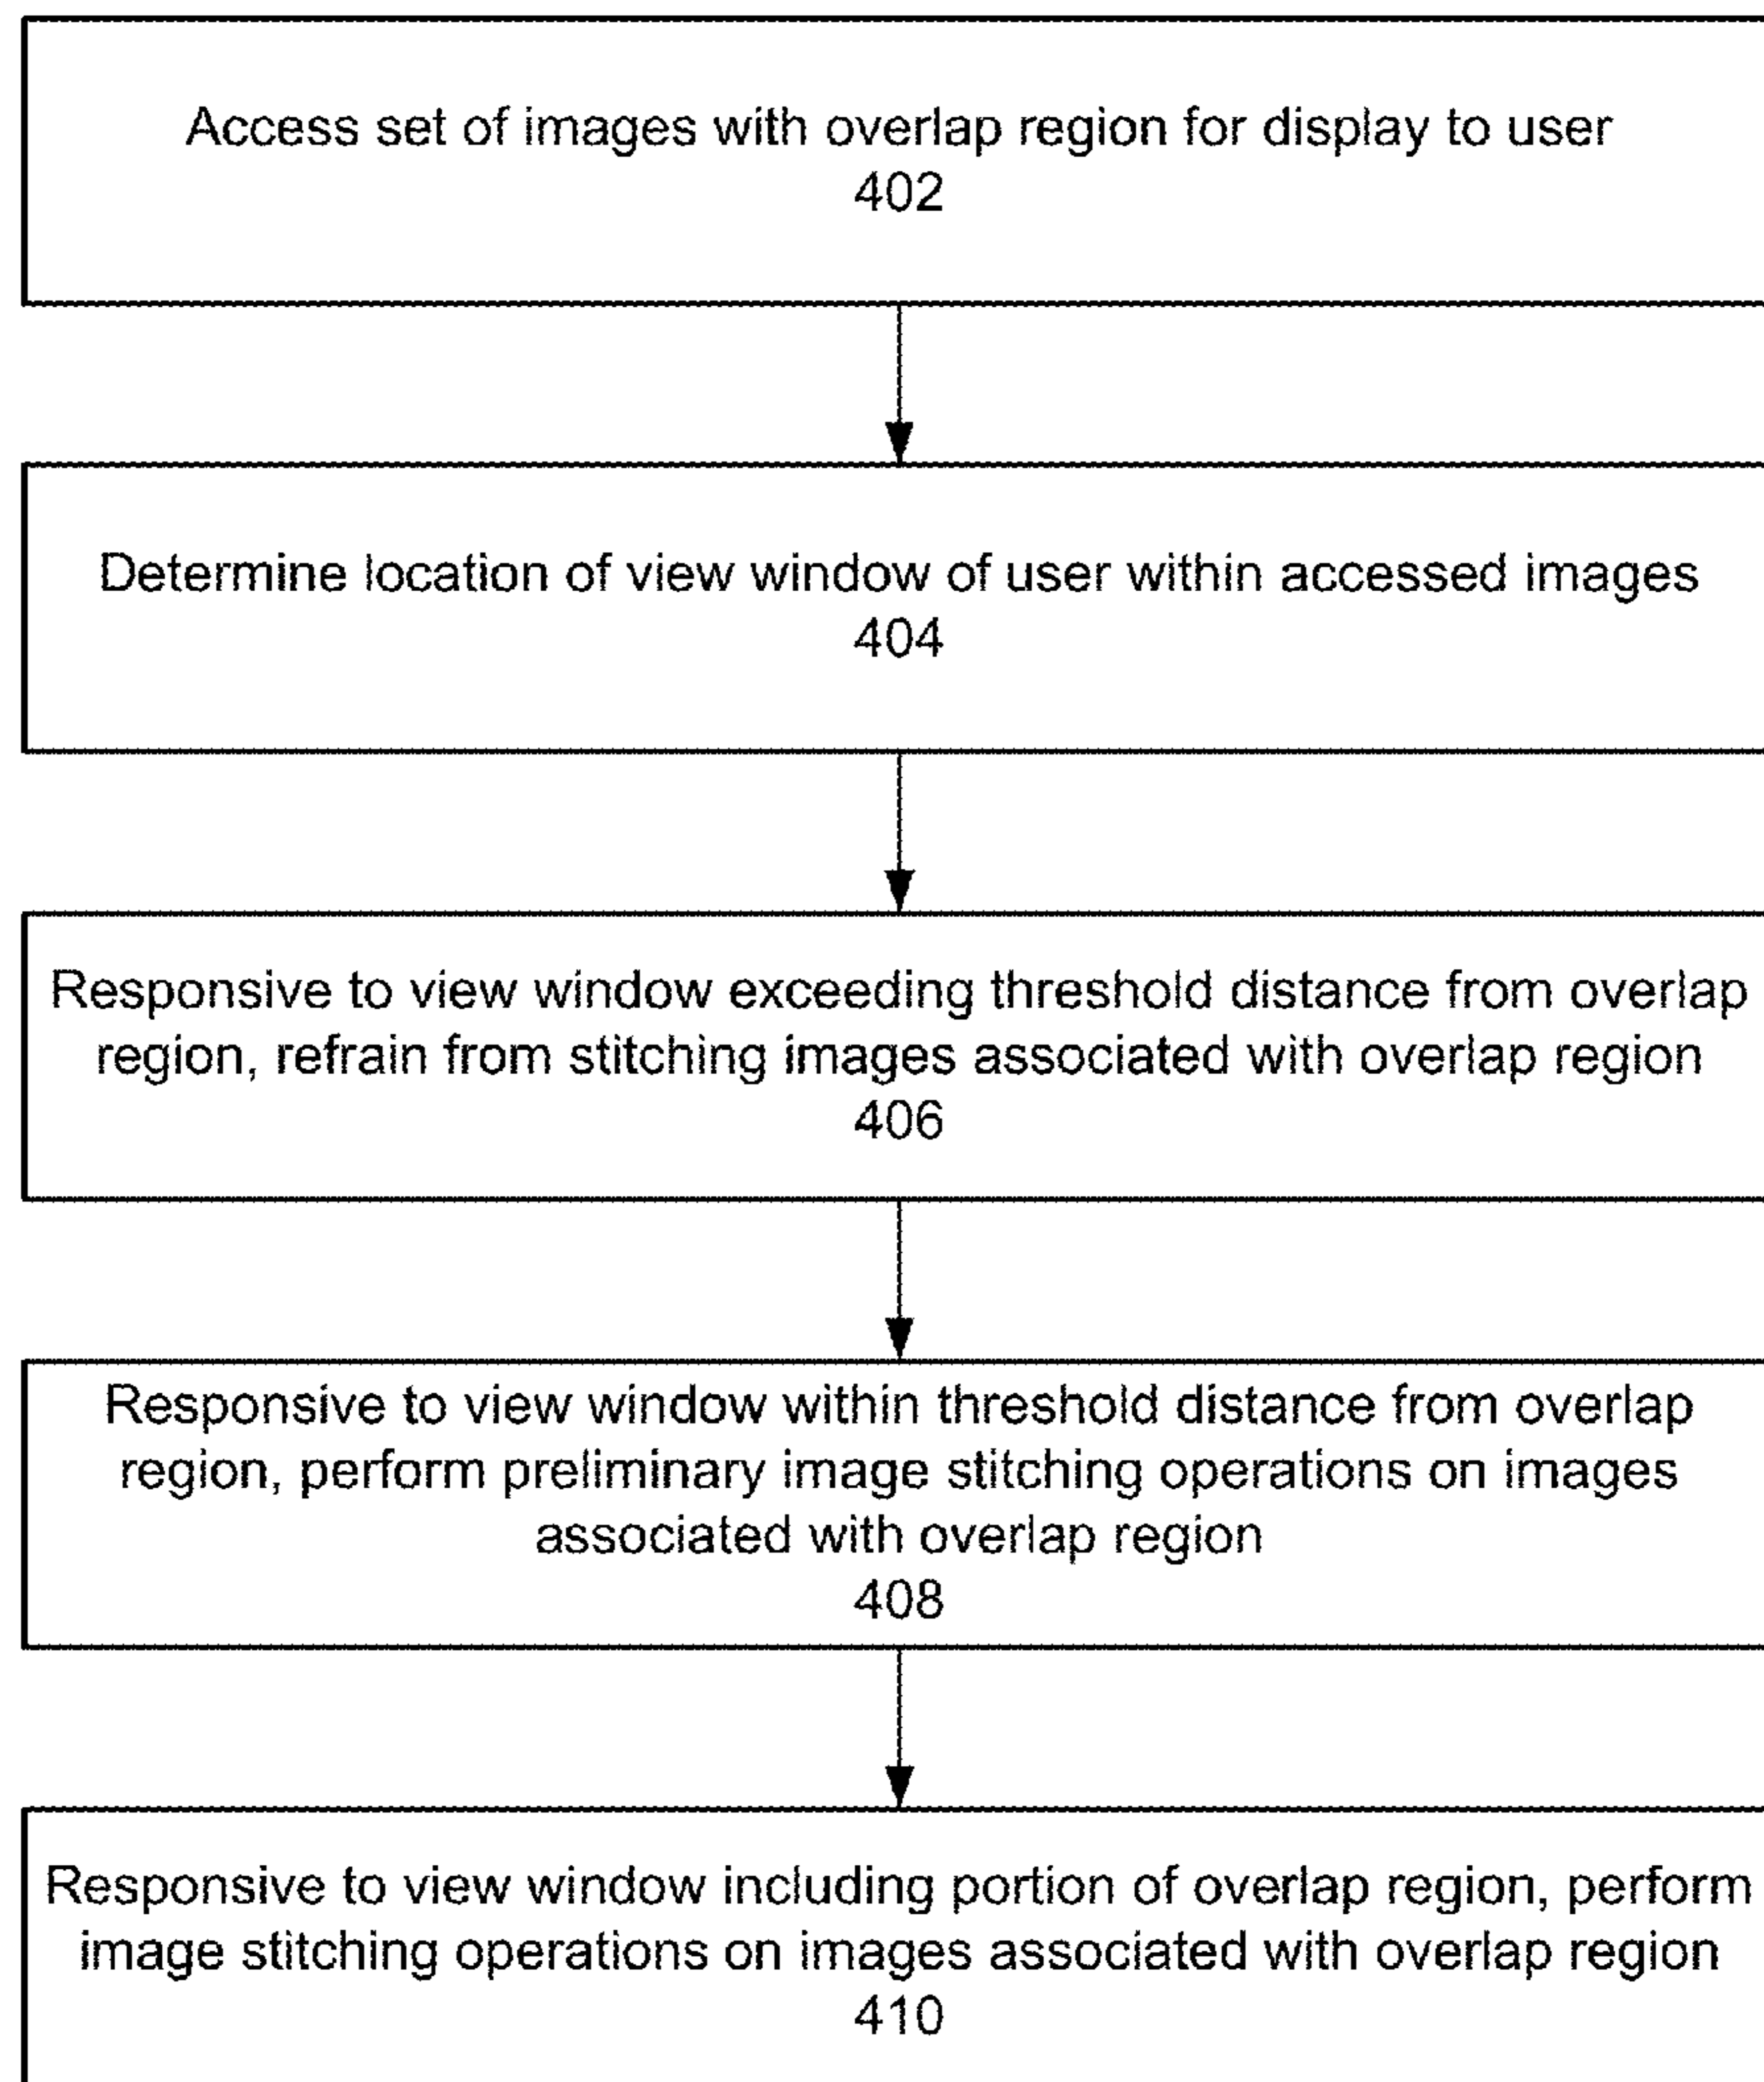 Access set of images with overlap region for display to user
402
Determine location of view window of user within accessed images
404
Responsive to view window exceeding threshold distance from overlap
region, refrain from stitching images associated with overlap region
406
Responsive to view window within threshold distance from overlap
region, perform preliminary image stitching operations on images
associated with overlap region
408
Responsive to view window including portion of overlap region, perform
image stitching operations on images associated with overlap region
410